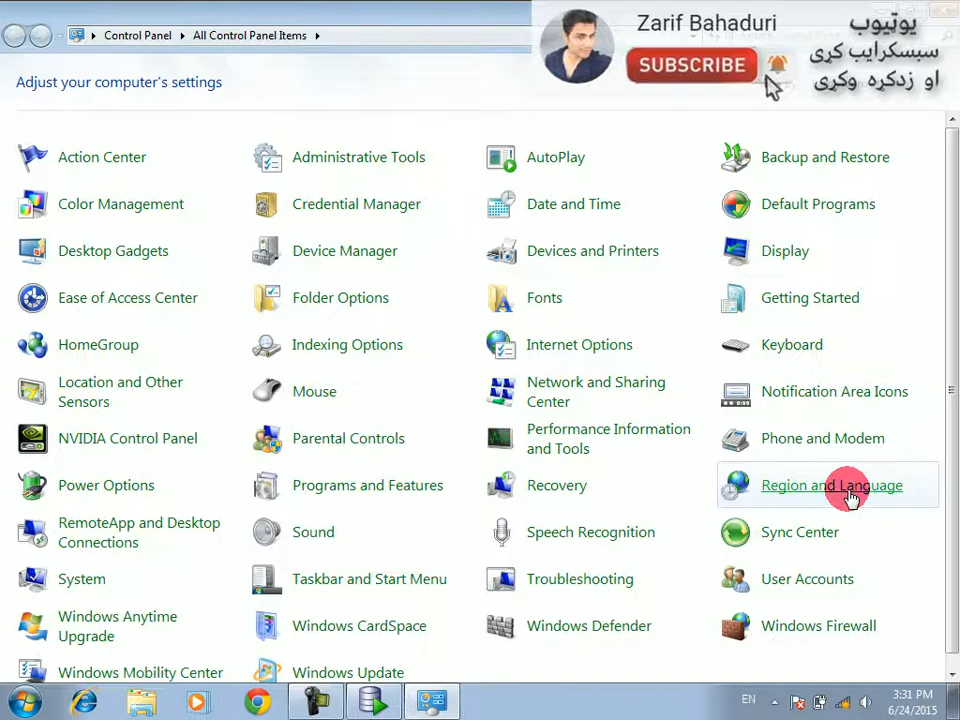 Control Panel
All Control Panel Items
Zarif Bahaduri
SUBSCRIBE
یوټیوب
سبسکرایب کړی
او زدکړه وکړی
Adjust your computer's settings
Action Center
Administrative Tools
AutoPlay
Backup and Restore
Color Management
Credential Manager
Date and Time
Default Programs
Desktop Gadgets
Device Manager
Devices and Printers
Display
Ease of Access Center
Folder Options
Fonts
Getting Started
HomeGroup
Indexing Options
Internet Options
Keyboard
Location and Other
Sensors
Mouse
Network and Sharing
Center
Notification Area Icons
NVIDIA Control Panel
Parental Controls
Performance Information
and Tools
Phone and Modem
Power Options
Programs and Features
Recovery
Region and Language
RemoteApp and Desktop
Connections
Sound
Speech Recognition
Sync Center
System
Taskbar and Start Menu
Troubleshooting
User Accounts
Windows Anytime
Upgrade
Windows CardSpace
Windows Defender
Windows Firewall
Windows Mobility Center
Windows Update
EN
3:31 PM
6/24/2015